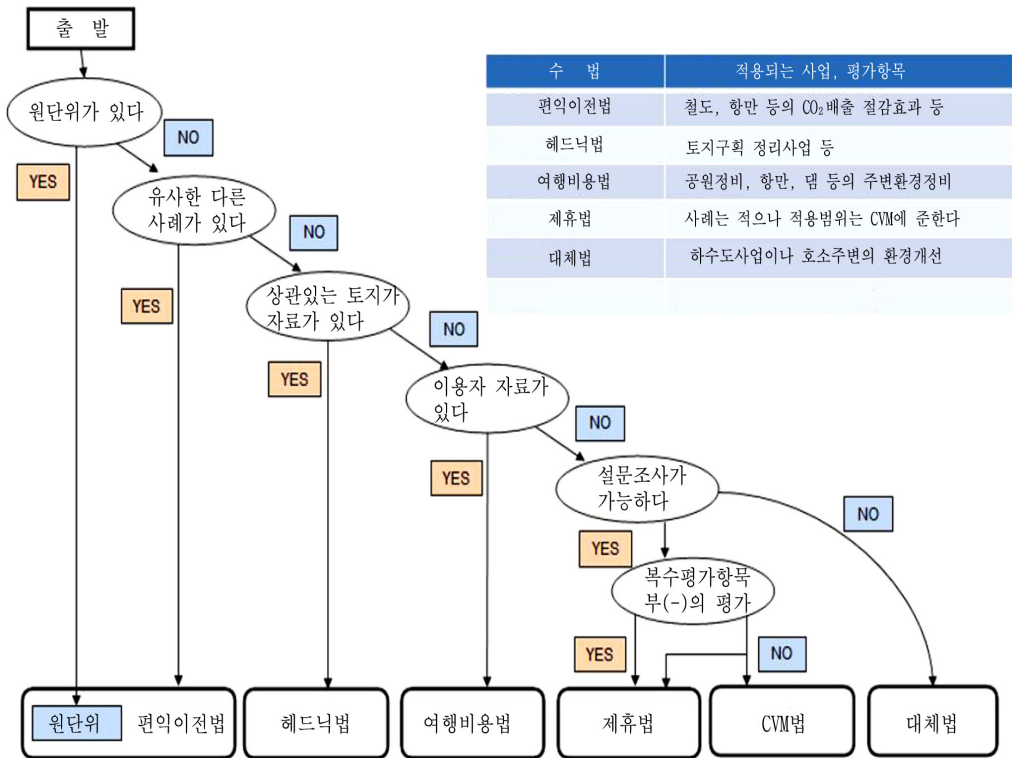 출 발
원단위가 있다
NO
YES
유사한 다른
사례가 있다
NO
YES
상관있는 토지가
자료가 있다
NO
YES
이용자 자료가
있다
NO
YES
설문조사가
가능하다
NO
YES
복수평가항묵
부(-)의 평가
YES
NO
원단위 편익이전법
헤드닉법
여행비용법
제휴법
CVM법
대체법
수 법 적용되는 사업, 평가항목
편익이전법 철도, 항만 등의 CO₂배출 절감효과 등
헤드닉법 토지구획 정리사업 등
여행비용법 공원정비, 항만, 댐 등의 주변환경정비
제휴법 사례는 적으나 적용범위는 CVM에 준한다
대체법 하수도사업이나 호소주변의 환경개선